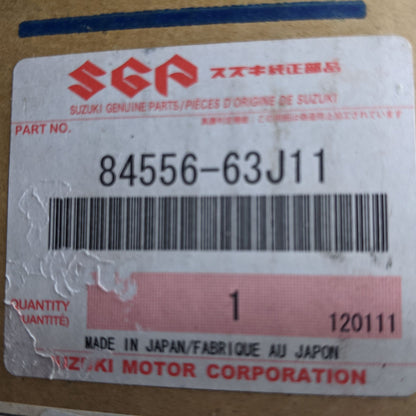 SGP スズキ純正部品
SUZUKI GENUINE PARTS/PIÈCES D'ORIGINE DE SUZUKI
PART NO.
84556-63J11
QUANTITY
(QUANTITÉ)
1
120111
MADE IN JAPAN/FABRIQUE AU JAPON
SUZUKI MOTOR CORPORATION